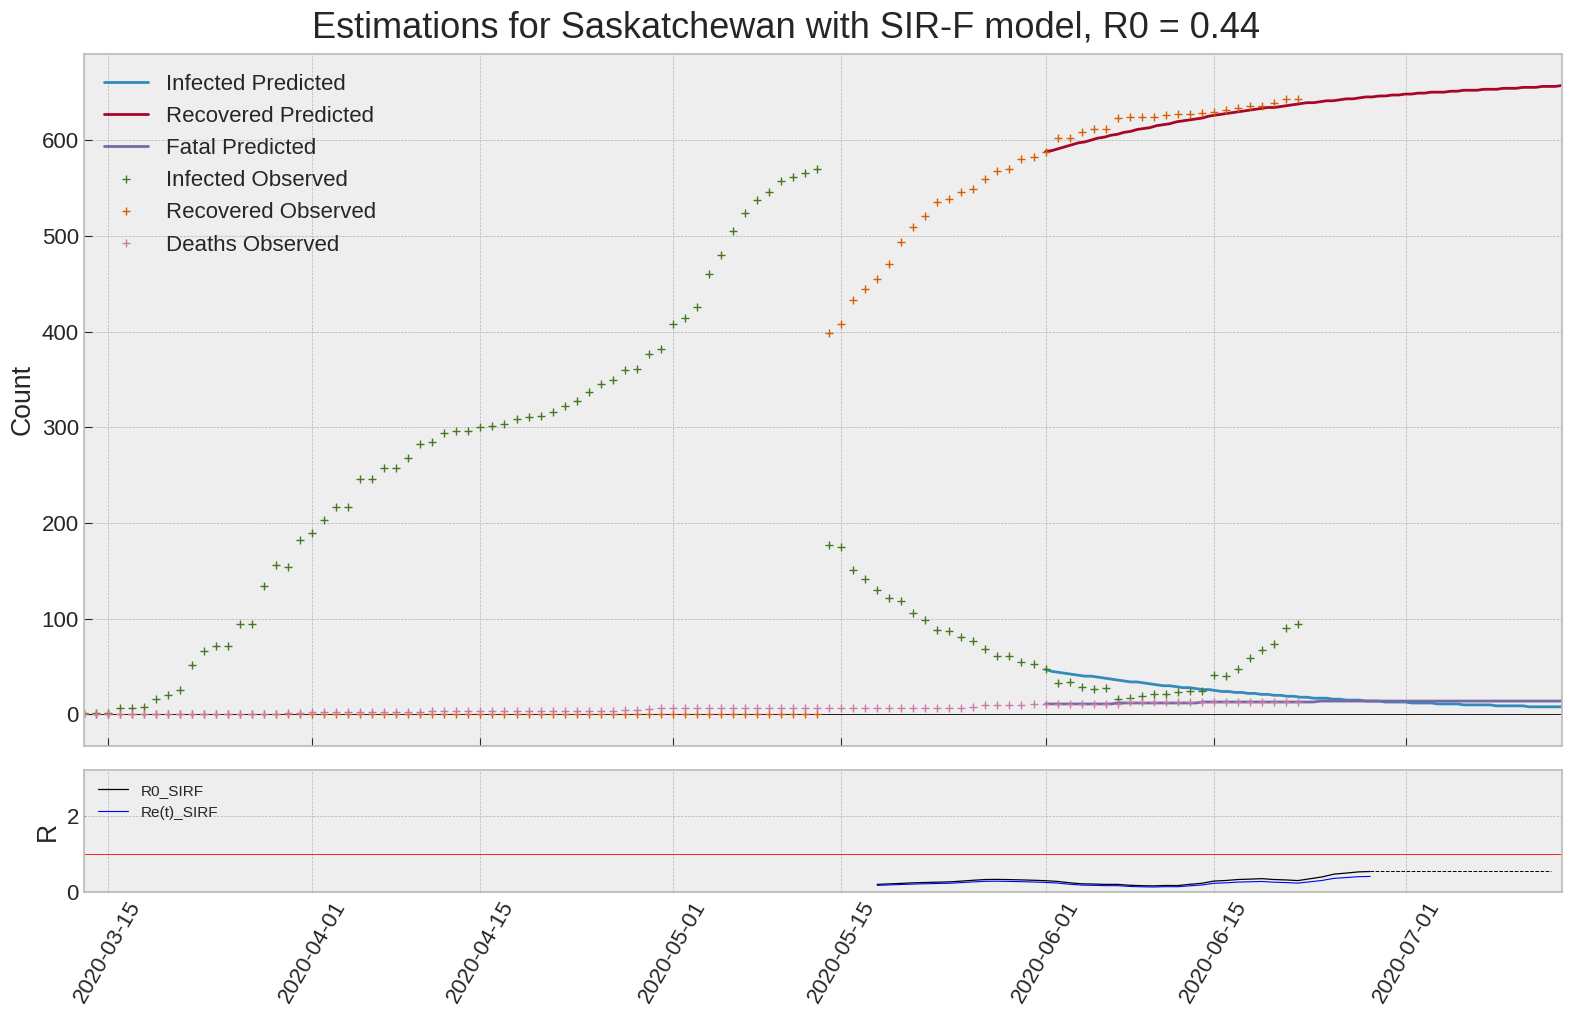 Estimations for Saskatchewan with SIR-F model, R0 = 0.44
Infected Predicted
Recovered Predicted
Fatal Predicted
Infected Observed
Recovered Observed
Deaths Observed
600
500
400
300
200
100
0
Count
R0_SIRF
Re(t)_SIRF
2
0
R
2020-03-15
2020-04-01
2020-04-15
2020-05-01
2020-05-15
2020-06-01
2020-06-15
2020-07-01